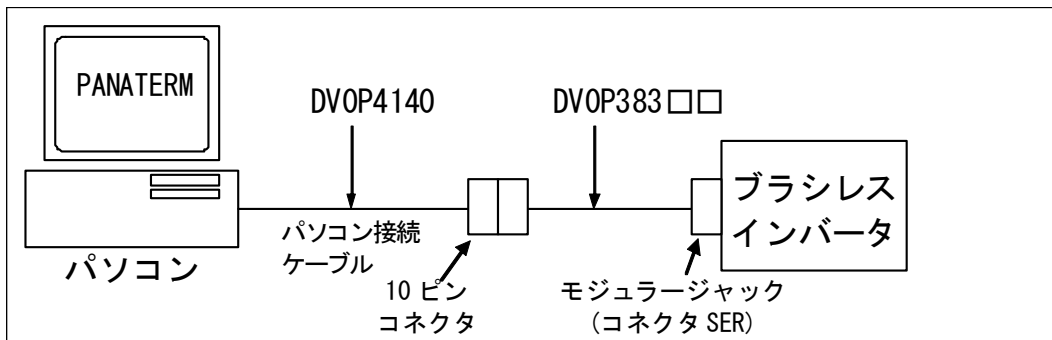 PANATERM
DV0P4140
DV0P383□□
ブラシレス
インバータ
パソコン接続
ケーブル
パソコン
10 ピン
コネクタ
モジュラージャック
(コネクタ SER)